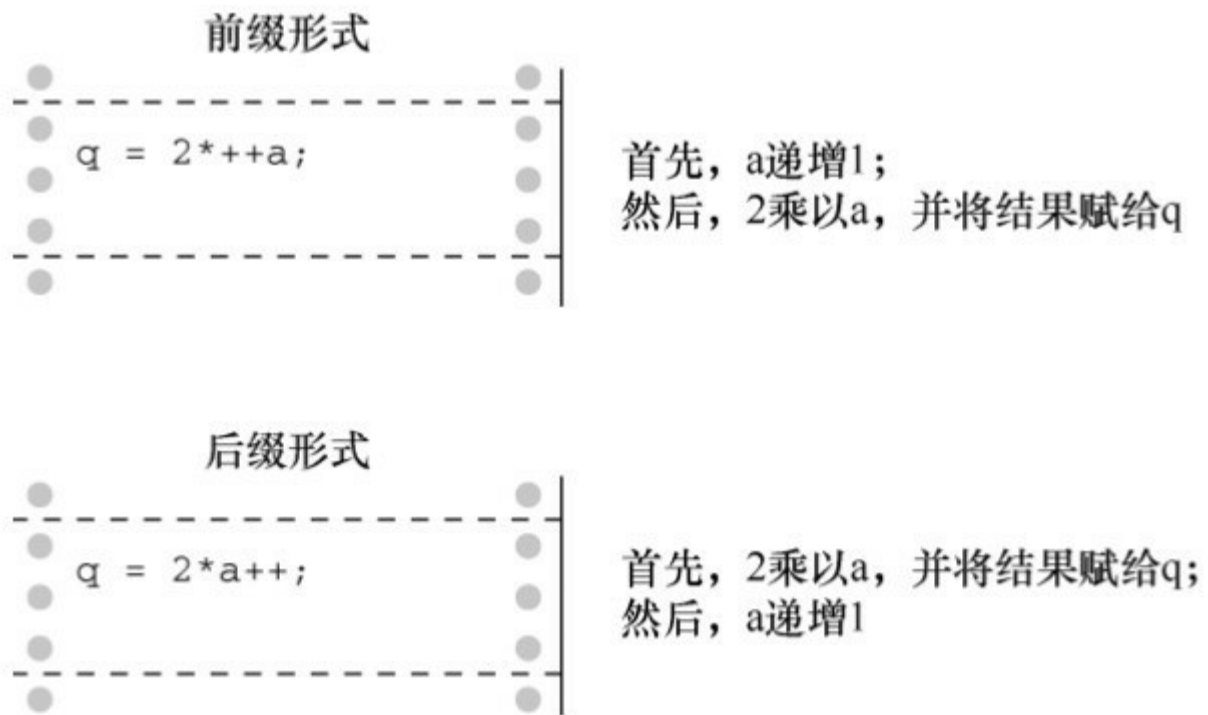 前缀形式
q = 2*++a;
首先，a递增1；
然后，2乘以a，并将结果赋给q
后缀形式
q = 2*a++;
首先，2乘以a，并将结果赋给q；
然后，a递增1